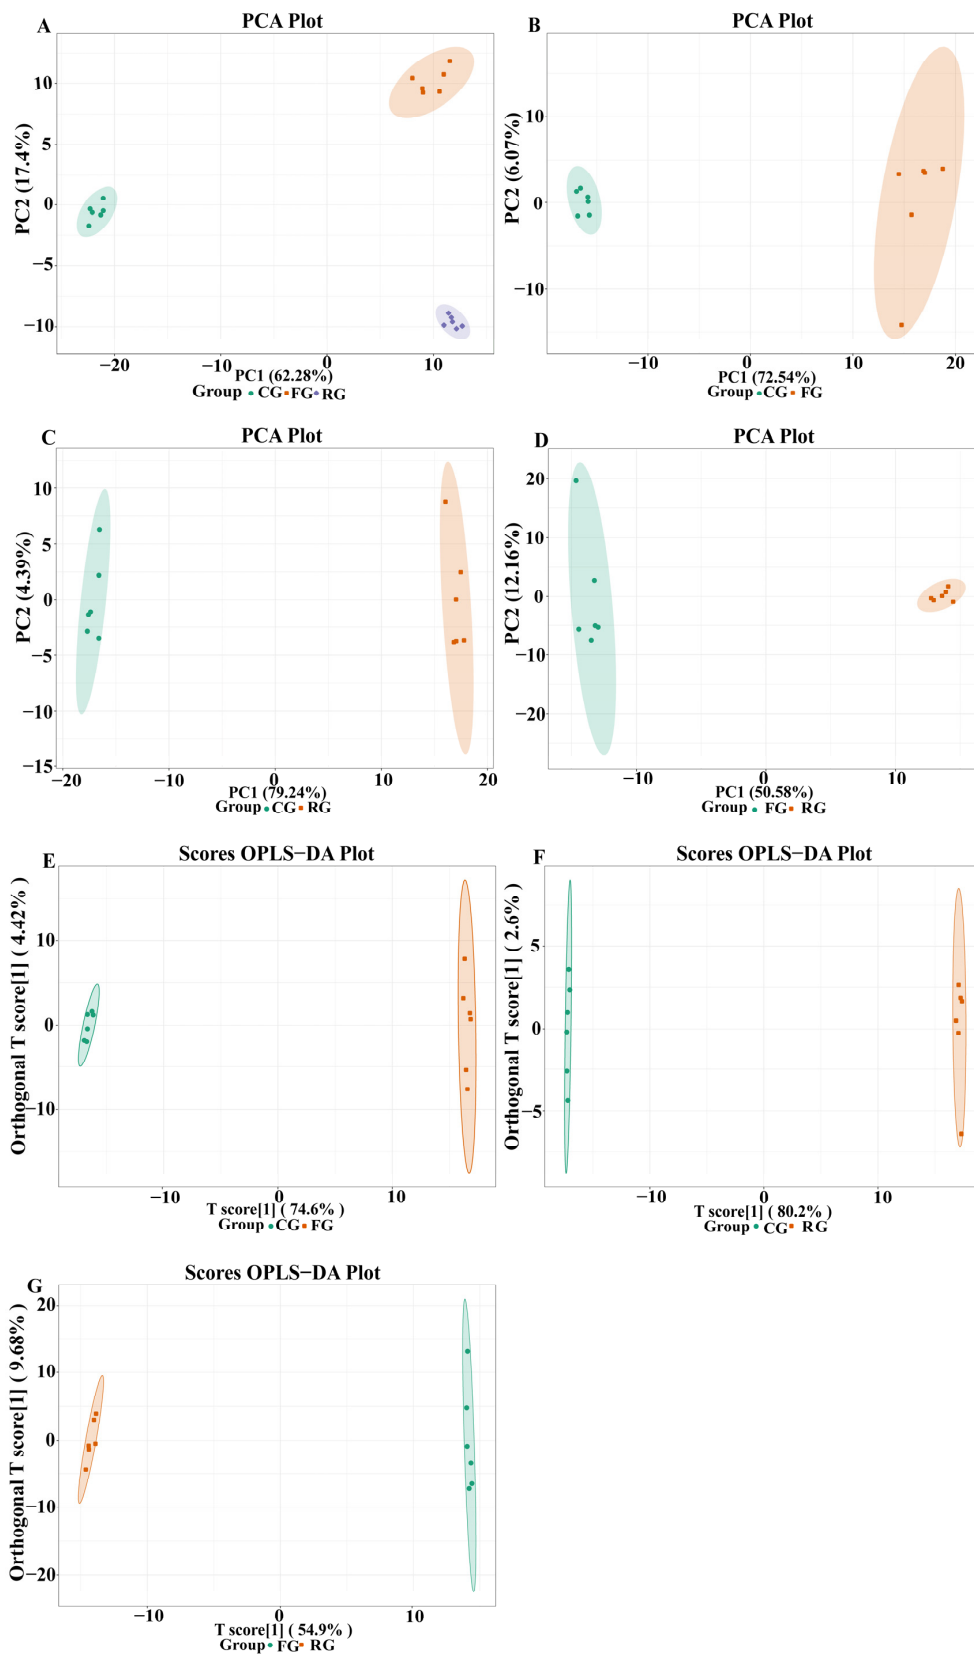 A PCA Plot
PC2 (17.4%)
10
5
0
−5
−10
−20 0 10
PC1 (62.28%)
Group CG FG RG
B PCA Plot
PC2 (6.07%)
10
0
−10
−10 0 10 20
PC1 (72.54%)
Group CG FG
C PCA Plot
PC2 (4.39%)
10
5
0
−5
−10
−15
−20 −10 0 10 20
PC1 (79.24%)
Group CG RG
D PCA Plot
PC2 (12.16%)
20
10
0
−10
−20
−10 0 10
PC1 (50.58%)
Group FG RG
E Scores OPLS−DA Plot
Orthogonal T score[1] ( 4.42% )
10
0
−10
−10 0 10
T score[1] ( 74.6% )
Group CG FG
F Scores OPLS−DA Plot
Orthogonal T score[1] ( 2.6% )
5
0
−5
−10 0 10
T score[1] ( 80.2% )
Group CG RG
G Scores OPLS−DA Plot
Orthogonal T score[1] ( 9.68% )
20
10
0
−10
−20
−10 0 10
T score[1] ( 54.9% )
Group FG RG